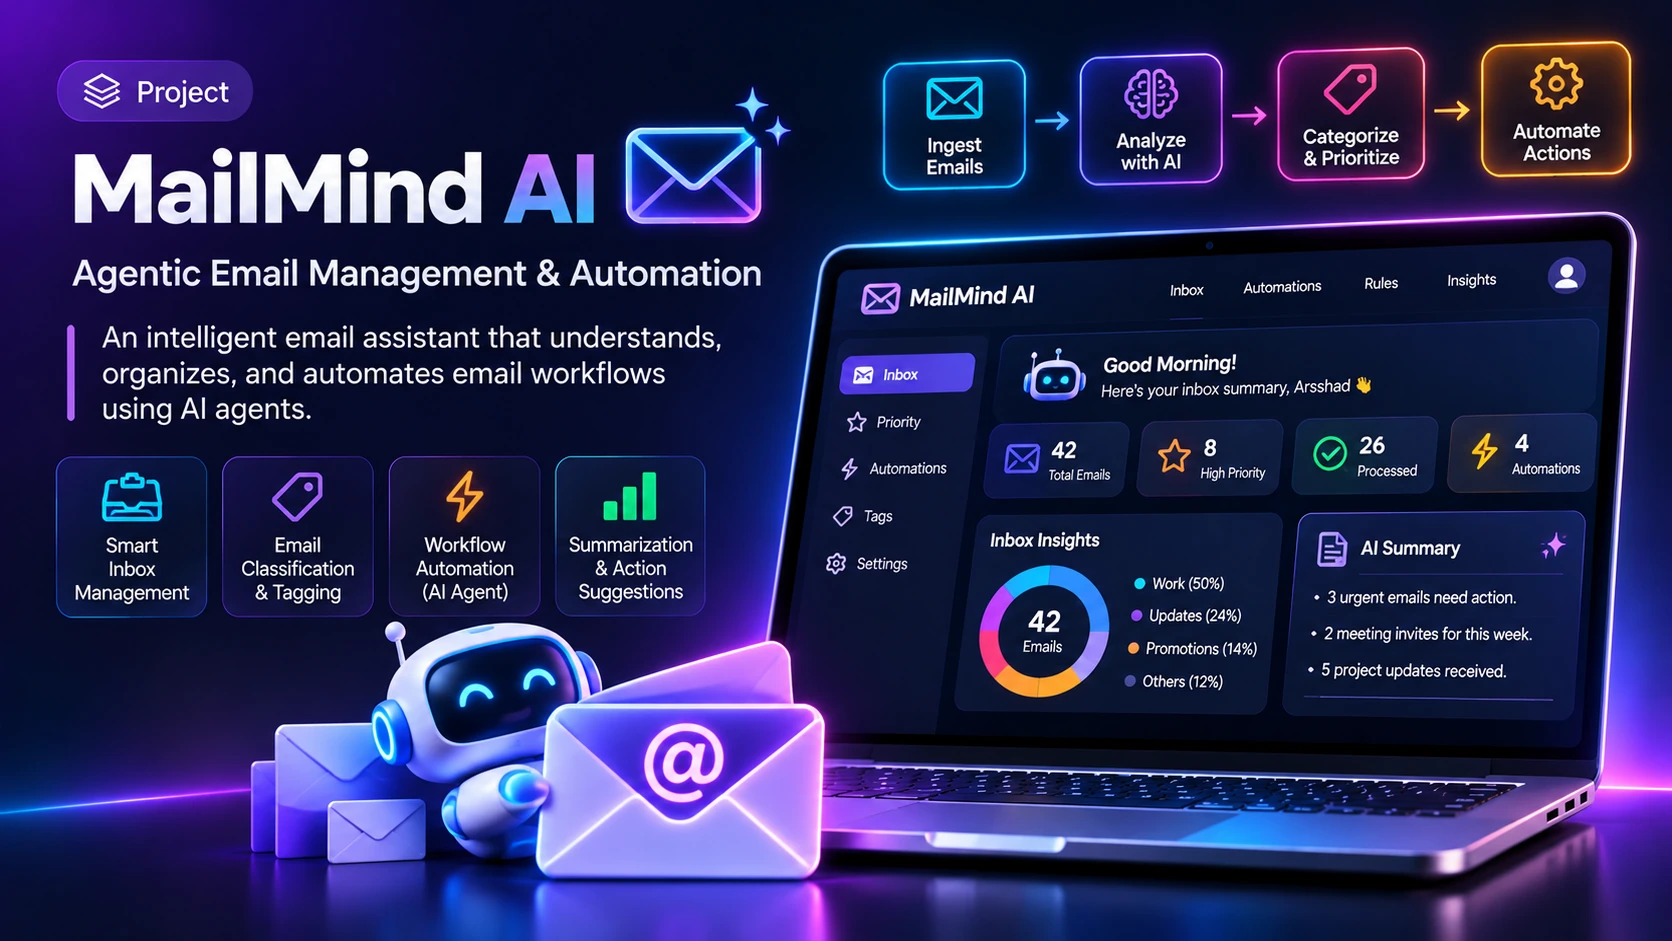 Project
MailMind AI
Agentic Email Management & Automation
An intelligent email assistant that understands,
organizes, and automates email workflows
using AI agents.
Smart
Inbox
Management
Email
Classification
& Tagging
Workflow
Automation
(AI Agent)
Summarization
& Action
Suggestions
Ingest
Emails
Analyze
with AI
Categorize
& Prioritize
Automate
Actions
MailMind AI
Inbox
Automations
Rules
Insights
Inbox
Priority
Automations
Tags
Settings
Good Morning!
Here's your inbox summary, Arsshad 👋
42
Total Emails
8
High Priority
26
Processed
4
Automations
Inbox Insights
42
Emails
Work (50%)
Updates (24%)
Promotions (14%)
Others (12%)
AI Summary
• 3 urgent emails need action.
• 2 meeting invites for this week.
• 5 project updates received.
@